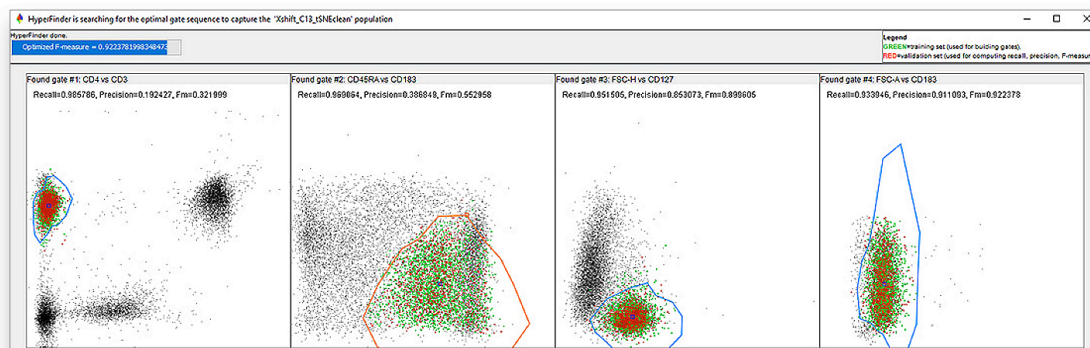 HyperFinder is searching for the optimal gate sequence to capture the 'Xshift_C13_tSNEclean' population
HyperFinder done.
Optimized F-measure = 0.9223781998348473
Legend
GREEN=training set (used for building gates).
RED=validation set (used for computing recall, precision, F-measur
Found gate #1: CD4 vs CD3
Recall=0.985786, Precision=0.192427, Fm=0.321999
Found gate #2: CD45RA vs CD183
Recall=0.969064, Precision=0.386848, Fm=0.552958
Found gate #3: FSC-H vs CD127
Recall=0.951505, Precision=0.853073, Fm=0.899605
Found gate #4: FSC-A vs CD183
Recall=0.933946, Precision=0.911093, Fm=0.922378